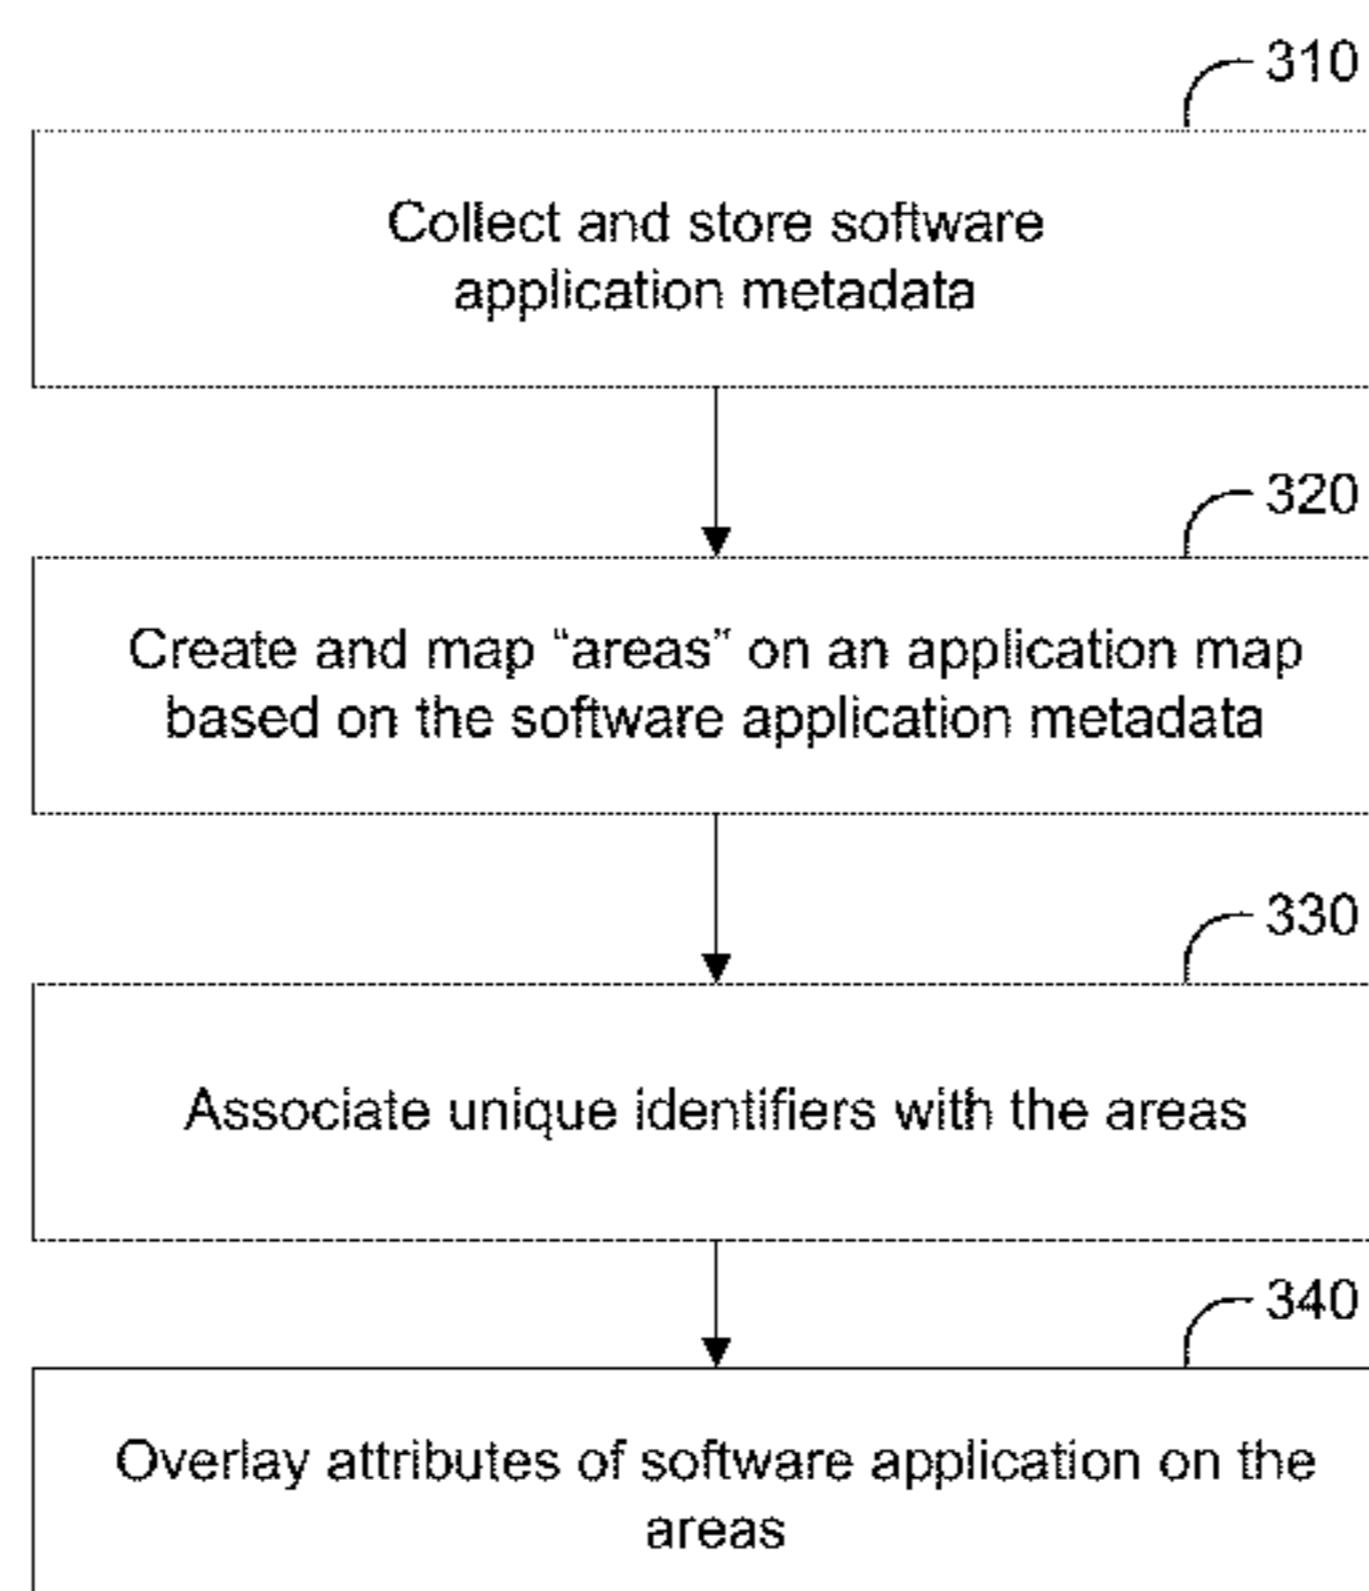 310
Collect and store software
application metadata
320
Create and map “areas” on an application map
based on the software application metadata
330
Associate unique identifiers with the areas
340
Overlay attributes of software application on the
areas